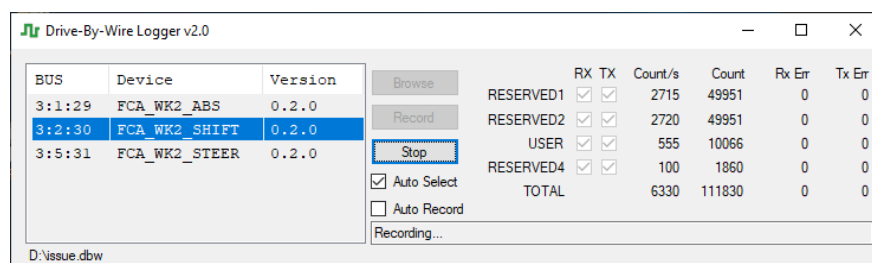 Drive-By-Wire Logger v2.0
BUS Device Version
3:1:29 FCA_WK2_ABS 0.2.0
3:2:30 FCA_WK2_SHIFT 0.2.0
3:5:31 FCA_WK2_STEER 0.2.0
D:\issue.dbw
Browse
Record
Stop
Auto Select
Auto Record
RX TX Count/s Count Rx Err Tx Err
RESERVED1 2715 49951 0 0
RESERVED2 2720 49951 0 0
USER 555 10066 0 0
RESERVED4 100 1860 0 0
TOTAL 6330 111830 0 0
Recording...